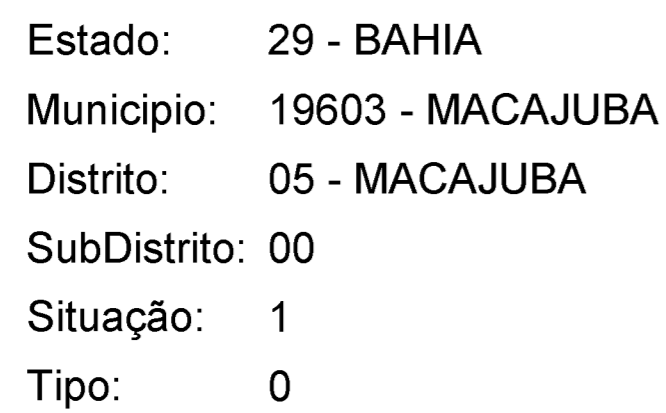 Estado: 29 - BAHIA
Municipio: 19603 - MACAJUBA
Distrito: 05 - MACAJUBA
SubDistrito: 00
Situação: 1
Tipo: 0